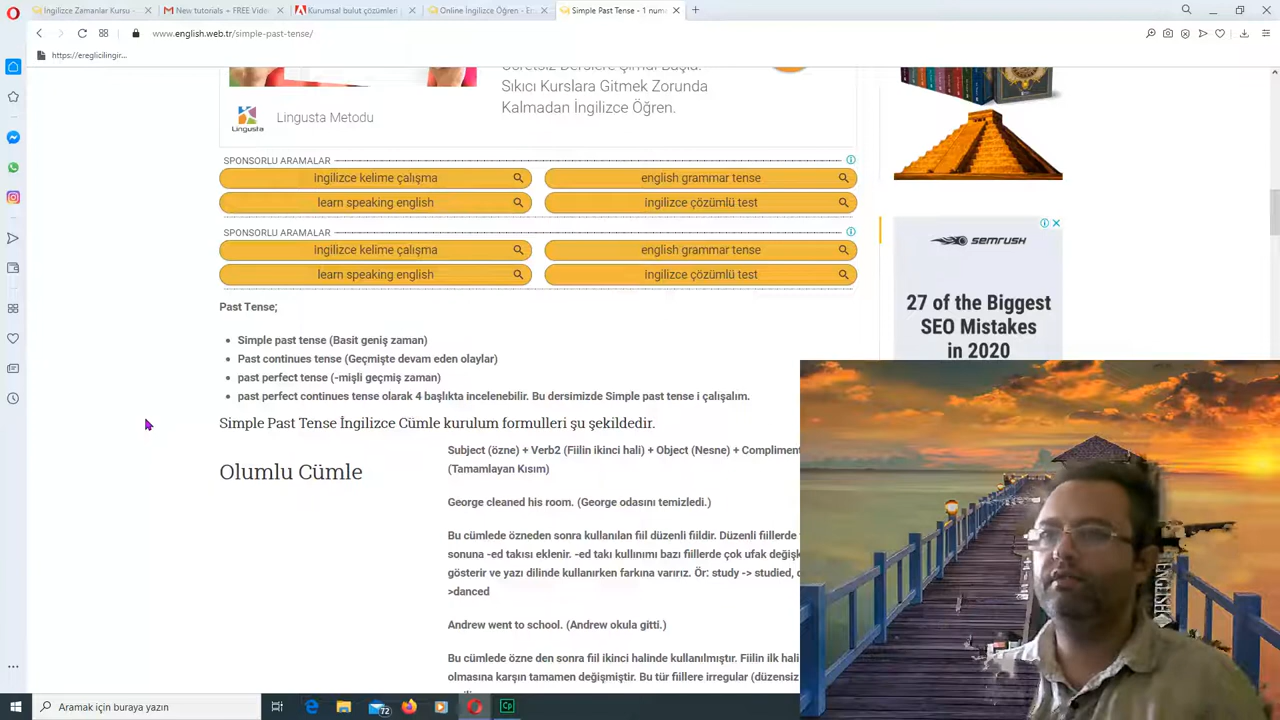 İngilizce Zamanlar Kursu -
New tutorials + FREE Vide
Kurumsal bulut çözümleri
Online İngilizce Öğren - En
Simple Past Tense - 1 num
www.english.web.tr/simple-past-tense/
https://ereglicilingir...
Ücretsiz Derslere Şimdi Başla.
Sıkıcı Kurslara Gitmek Zorunda
Kalmadan İngilizce Öğren.
Lingusta
Lingusta Metodu
SPONSORLU ARAMALAR
ingilizce kelime çalışma
english grammar tense
learn speaking english
ingilizce çözümlü test
SPONSORLU ARAMALAR
ingilizce kelime çalışma
english grammar tense
learn speaking english
ingilizce çözümlü test
SEMRUSH
27 of the Biggest
SEO Mistakes
in 2020
Past Tense;
Simple past tense (Basit geniş zaman)
Past continues tense (Geçmişte devam eden olaylar)
past perfect tense (-mişli geçmiş zaman)
past perfect continues tense olarak 4 başlıkta incelenebilir. Bu dersimizde Simple past tense i çalışalım.
Simple Past Tense İngilizce Cümle kurulum formulleri şu şekildedir.
Olumlu Cümle
Subject (özne) + Verb2 (Fiilin ikinci hali) + Object (Nesne) + Compliment
(Tamamlayan Kısım)
George cleaned his room. (George odasını temizledi.)
Bu cümlede özneden sonra kullanılan fiil düzenli fiildir. Düzenli fiillerde
sonuna -ed takısı eklenir. -ed takı kullınımı bazı fiillerde çok ufak değişk
gösterir ve yazı dilinde kullanırken farkına varırız. Ör: study -> studied,
>danced
Andrew went to school. (Andrew okula gitti.)
Bu cümlede özne den sonra fiil ikinci halinde kullanılmıştır. Fiilin ilk hali
olmasına karşın tamamen değişmiştir. Bu tür fiillere irregular (düzensiz
Aramak için buraya yazın
72
Cp